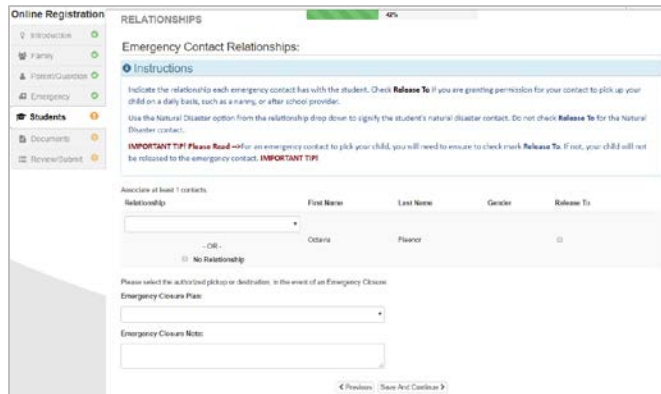 Online Registration
RELATIONSHIPS
42%
Introduction
Family
Parent/Guardian
Emergency
Students
Documents
Review/Submit
Emergency Contact Relationships:
Instructions
Indicate the relationship each emergency contact has with the student. Check Release To if you are granting permission for your contact to pick up your
child on a daily basis, such as a nanny, or after school provider.
Use the Natural Disaster option from the relationship drop down to signify the student's natural disaster contact. Do not check Release To for the Natural
Disaster contact.
IMPORTANT TIP! Please Read ->For an emergency contact to pick your child, you will need to ensure to check mark Release To. If not, your child will not
be released to the emergency contact. IMPORTANT TIP!
Associate at least 1 contacts.
Relationship First Name Last Name Gender Release To
- OR -
No Relationship
Octavia
Please select the authorized pickup or destination, in the event of an Emergency Closure:
Emergency Closure Plan:
Emergency Closure Note:
Previous Save And Continue